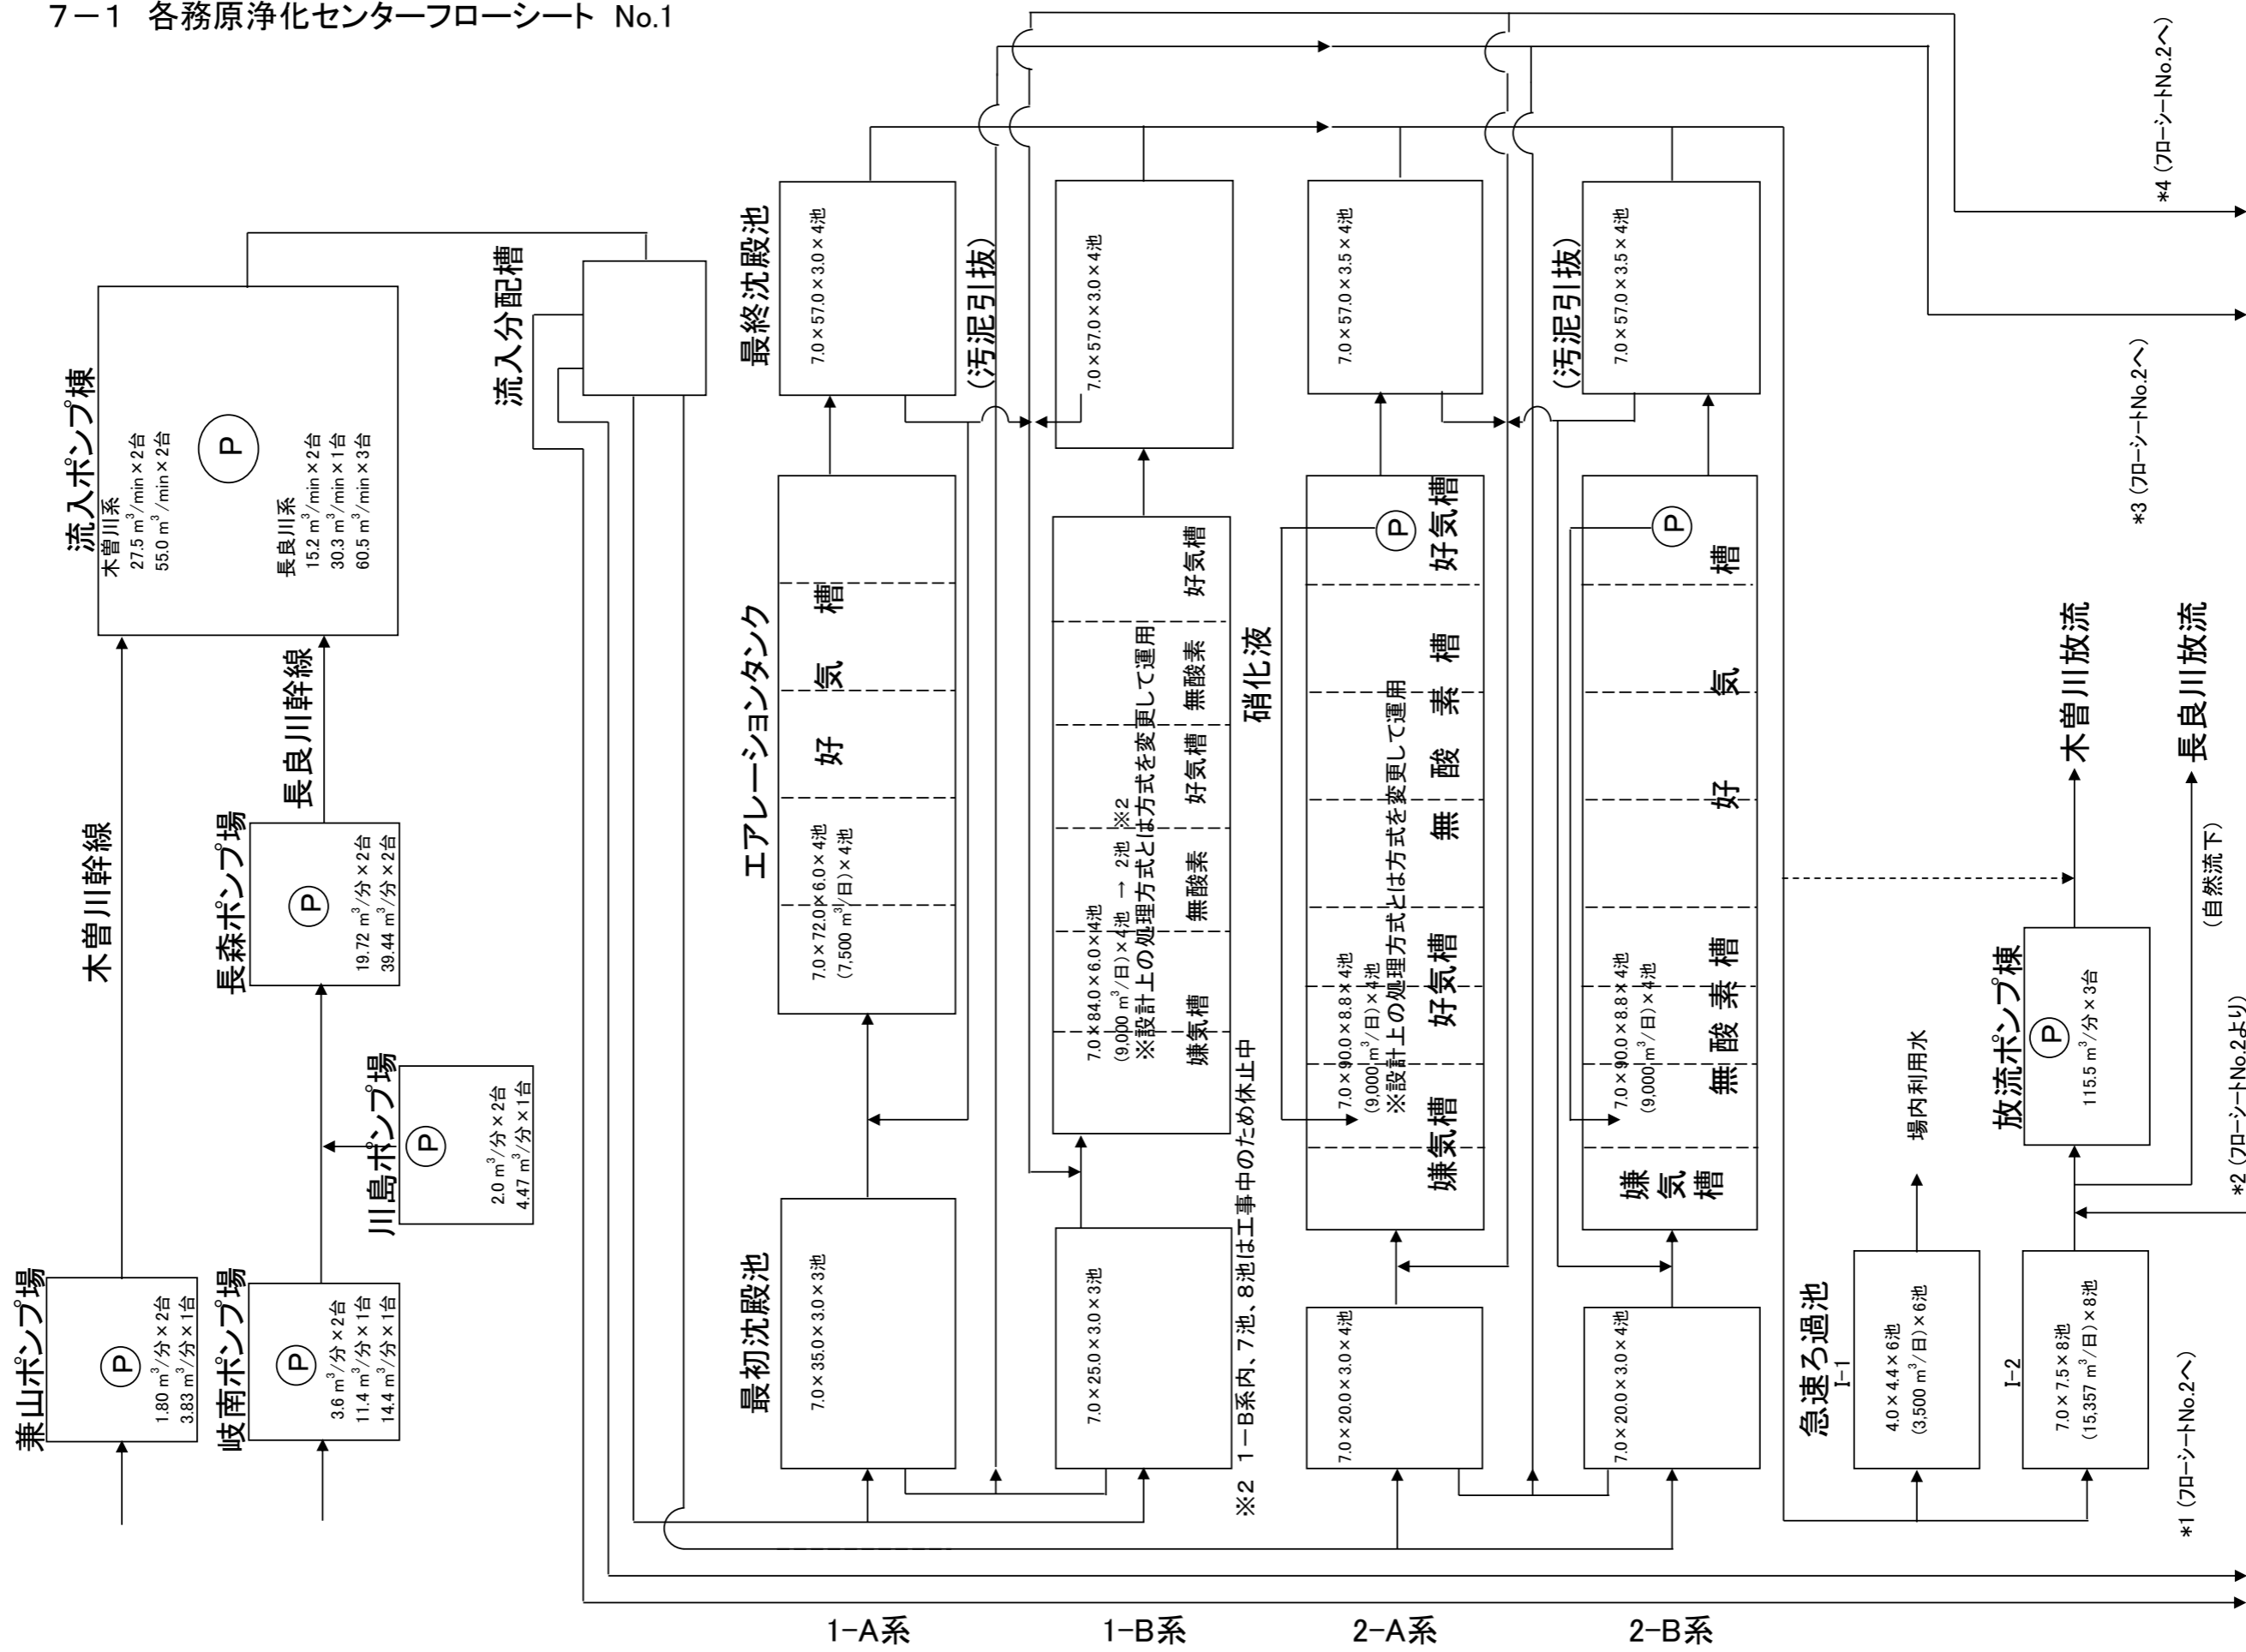 7－1 各務原浄化センターフローシート No.1
流入ポンプ棟
木曽川系
27.5 m³/min×2台
55.0 m³/min×2台
P
長良川系
15.2 m³/min×2台
30.3 m³/min×1台
60.5 m³/min×3台
木曽川幹線
長良川幹線
長森ポンプ場
P
19.72 m³/分×2台
39.44 m³/分×2台
川島ポンプ場
P
2.0 m³/分×2台
4.47 m³/分×1台
兼山ポンプ場
P
1.80 m³/分×2台
3.83 m³/分×1台
岐南ポンプ場
P
3.6 m³/分×2台
11.4 m³/分×1台
14.4 m³/分×1台
流入分配槽
最終沈殿池
7.0×57.0×3.0×4池
(汚泥引抜)
7.0×57.0×3.0×4池
7.0×57.0×3.5×4池
(汚泥引抜)
7.0×57.0×3.5×4池
エアレーションタンク
好気槽
7.0×72.0×6.0×4池
(7,500 m³/日)×4池
7.0×84.0×6.0×4池
(9,000 m³/日)×4池 → 2池 ※2
※設計上の処理方式とは方式を変更して運用
嫌気槽 無酸素 好気槽 無酸素 好気槽
硝化液
P
7.0×90.0×8.8×4池
(9,000 m³/日)×4池
※設計上の処理方式とは方式を変更して運用
嫌気槽 好気槽 無酸素槽 好気槽
P
7.0×90.0×8.8×4池
(9,000 m³/日)×4池
嫌気槽 無酸素槽 好気槽
最初沈殿池
7.0×35.0×3.0×3池
7.0×25.0×3.0×3池
※2 1－B系内、7池、8池は工事中のため休止中
7.0×20.0×3.0×4池
7.0×20.0×3.0×4池
急速ろ過池
I-1
4.0×4.4×6池
(3,500 m³/日)×6池
場内利用水
I-2
7.0×7.5×8池
(15,357 m³/日)×8池
放流ポンプ棟
P
115.5 m³/分×3台
木曽川放流
長良川放流
(自然流下)
*1 (フローシートNo.2へ)
*2 (フローシートNo.2より)
*3 (フローシートNo.2へ)
*4 (フローシートNo.2へ)
1-A系
1-B系
2-A系
2-B系